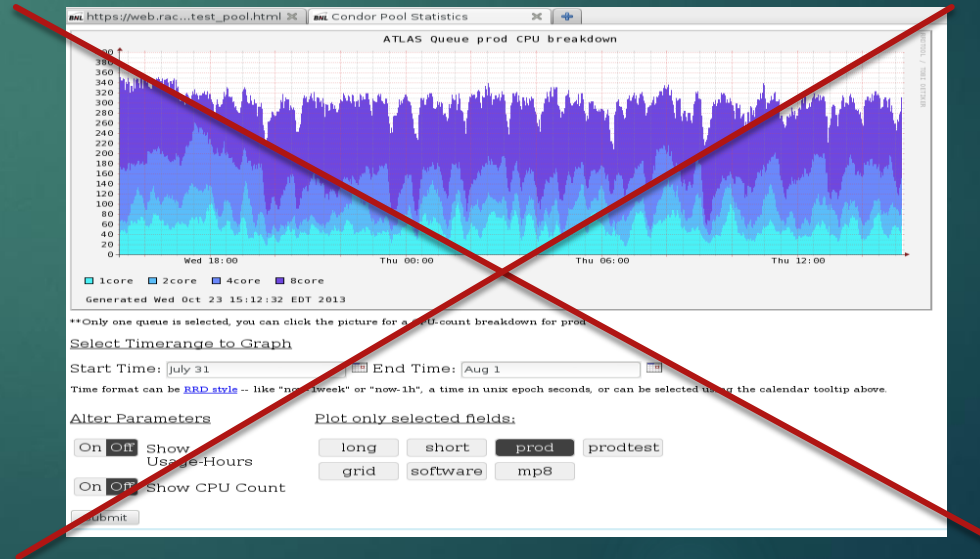 BNL https://web.rac...test_pool.html BNL Condor Pool Statistics
ATLAS Queue prod CPU breakdown
380
360
340
320
300
280
260
240
220
200
180
160
140
120
100
80
60
40
20
0
Wed 18:00 Thu 00:00 Thu 06:00 Thu 12:00
1core 2core 4core 8core
Generated Wed Oct 23 15:12:32 EDT 2013
**Only one queue is selected, you can click the picture for a CPU-count breakdown for prod
Select Timerange to Graph
Start Time: July 31 End Time: Aug 1
Time format can be RRD style -- like "now-1week" or "now-1h", a time in unix epoch seconds, or can be selected using the calendar tooltip above.
Alter Parameters Plot only selected fields:
On Off Show Usage-Hours long short prod prodtest
grid software mp8
On Off Show CPU Count
Submit